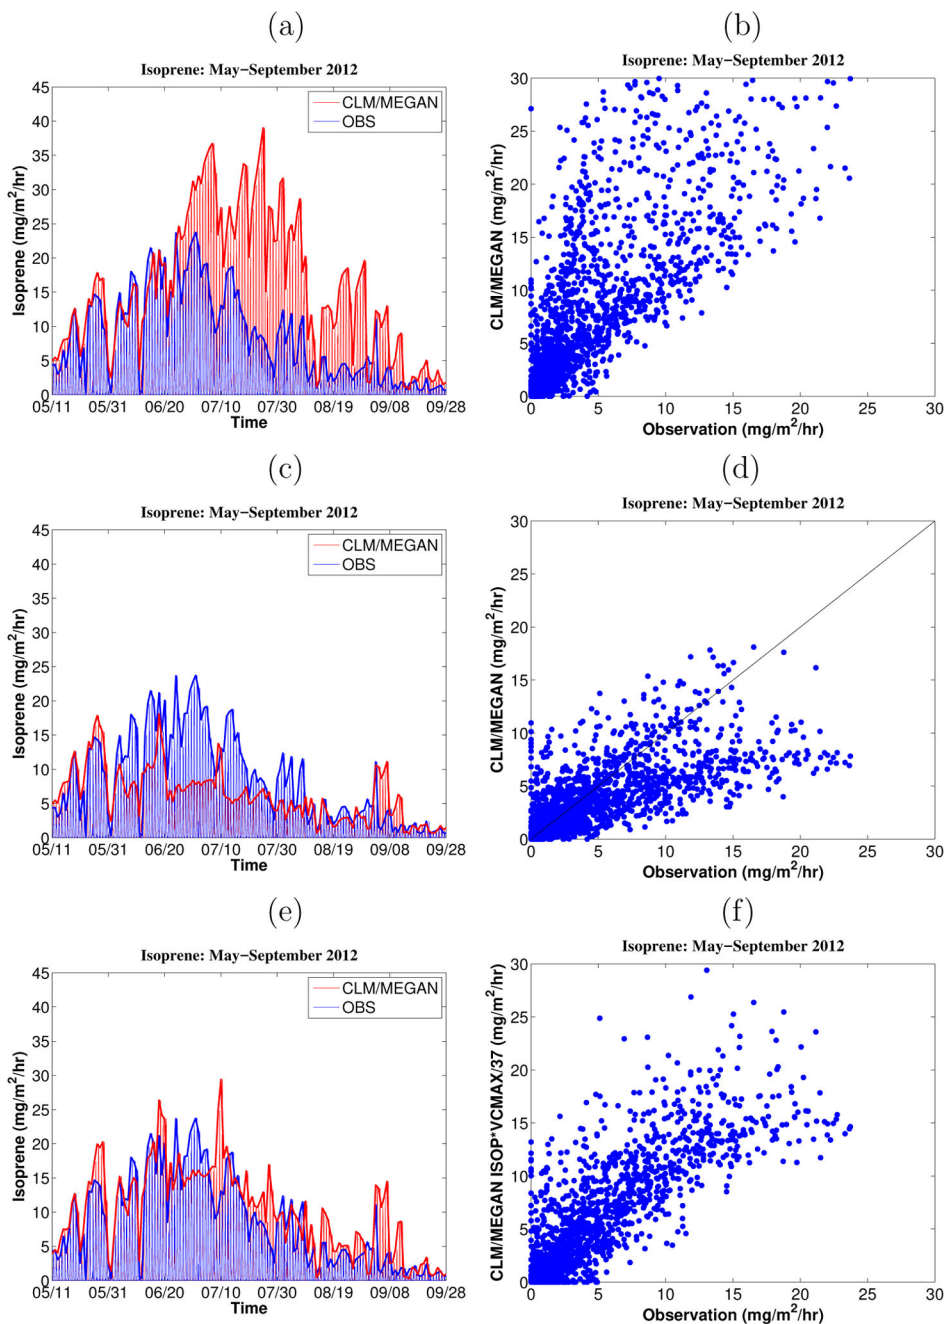 (a)
Isoprene: May−September 2012
Isoprene (mg/m²/hr)
45
40
35
30
25
20
15
10
5
0
CLM/MEGAN
OBS
05/11 05/31 06/20 07/10 07/30 08/19 09/08 09/28
Time
(b)
Isoprene: May−September 2012
CLM/MEGAN (mg/m²/hr)
30
25
20
15
10
5
0
0 5 10 15 20 25 30
Observation (mg/m²/hr)
(c)
Isoprene: May−September 2012
Isoprene (mg/m²/hr)
45
40
35
30
25
20
15
10
5
0
CLM/MEGAN
OBS
05/11 05/31 06/20 07/10 07/30 08/19 09/08 09/28
Time
(d)
Isoprene: May−September 2012
CLM/MEGAN (mg/m²/hr)
30
25
20
15
10
5
0
0 5 10 15 20 25 30
Observation (mg/m²/hr)
(e)
Isoprene: May−September 2012
Isoprene (mg/m²/hr)
45
40
35
30
25
20
15
10
5
0
CLM/MEGAN
OBS
05/11 05/31 06/20 07/10 07/30 08/19 09/08 09/28
Time
(f)
Isoprene: May−September 2012
CLM/MEGAN ISOP*VCMAX/37 (mg/m²/hr)
30
25
20
15
10
5
0
0 5 10 15 20 25 30
Observation (mg/m²/hr)